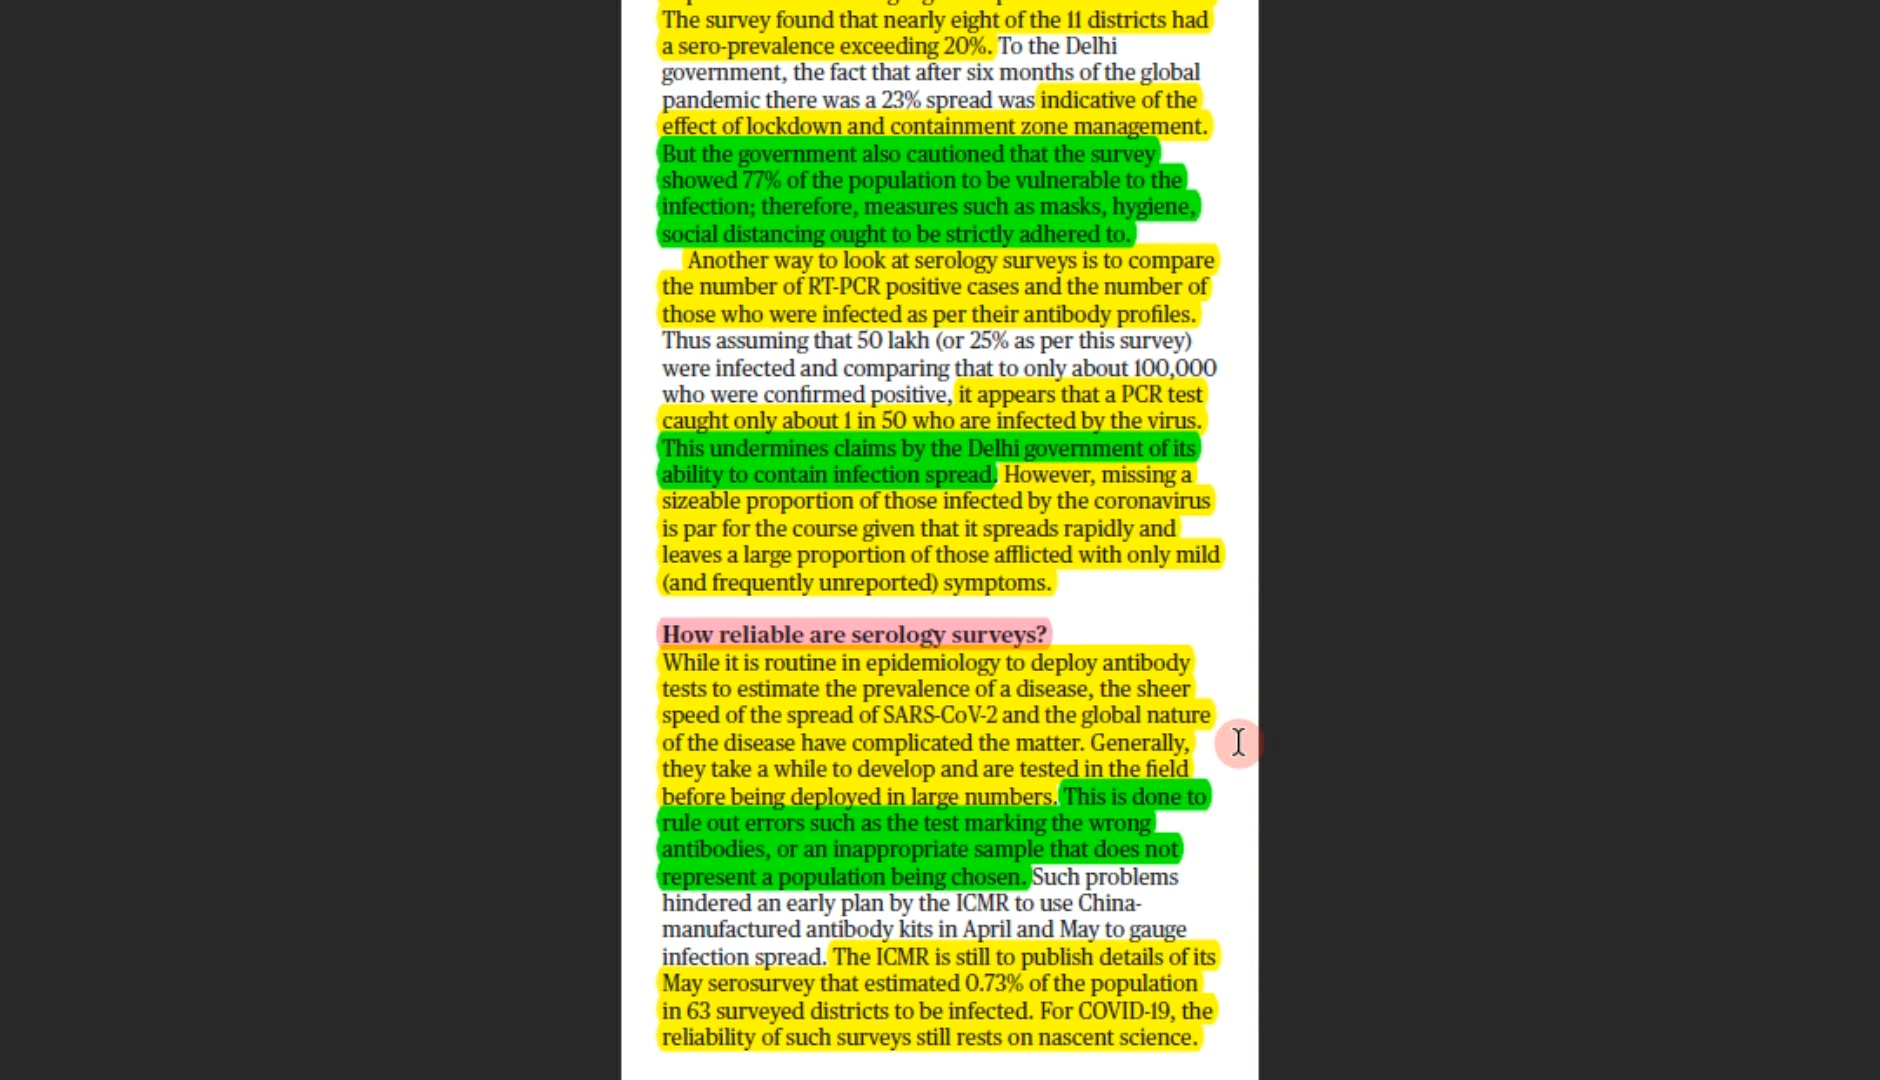 The survey found that nearly eight of the 11 districts had
a sero-prevalence exceeding 20%. To the Delhi
government, the fact that after six months of the global
pandemic there was a 23% spread was indicative of the
effect of lockdown and containment zone management.
But the government also cautioned that the survey
showed 77% of the population to be vulnerable to the
infection; therefore, measures such as masks, hygiene,
social distancing ought to be strictly adhered to.
Another way to look at serology surveys is to compare
the number of RT-PCR positive cases and the number of
those who were infected as per their antibody profiles.
Thus assuming that 50 lakh (or 25% as per this survey)
were infected and comparing that to only about 100,000
who were confirmed positive, it appears that a PCR test
caught only about 1 in 50 who are infected by the virus.
This undermines claims by the Delhi government of its
ability to contain infection spread. However, missing a
sizeable proportion of those infected by the coronavirus
is par for the course given that it spreads rapidly and
leaves a large proportion of those afflicted with only mild
(and frequently unreported) symptoms.
How reliable are serology surveys?
While it is routine in epidemiology to deploy antibody
tests to estimate the prevalence of a disease, the sheer
speed of the spread of SARS-CoV-2 and the global nature
of the disease have complicated the matter. Generally,
they take a while to develop and are tested in the field
before being deployed in large numbers. This is done to
rule out errors such as the test marking the wrong
antibodies, or an inappropriate sample that does not
represent a population being chosen. Such problems
hindered an early plan by the ICMR to use China-
manufactured antibody kits in April and May to gauge
infection spread. The ICMR is still to publish details of its
May serosurvey that estimated 0.73% of the population
in 63 surveyed districts to be infected. For COVID-19, the
reliability of such surveys still rests on nascent science.